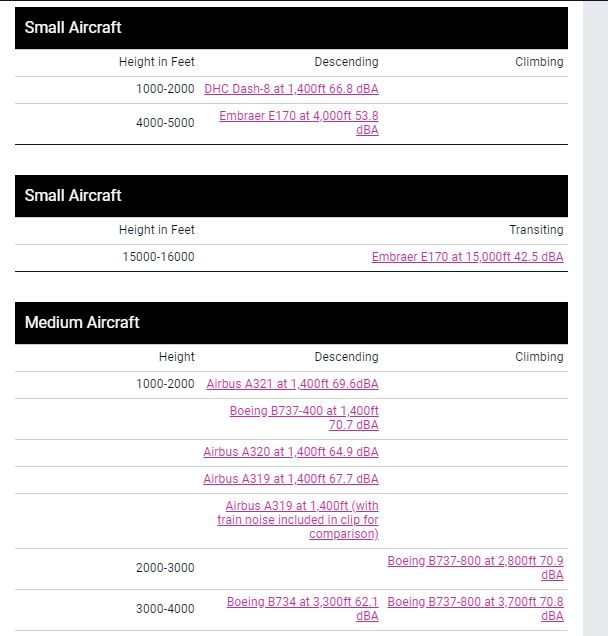 Small Aircraft
Height in Feet Descending Climbing
1000-2000 DHC Dash-8 at 1,400ft 66.8 dBA
4000-5000 Embraer E170 at 4,000ft 53.8
dBA
Small Aircraft
Height in Feet Transiting
15000-16000 Embraer E170 at 15,000ft 42.5 dBA
Medium Aircraft
Height Descending Climbing
1000-2000 Airbus A321 at 1,400ft 69.6dBA
Boeing B737-400 at 1,400ft
70.7 dBA
Airbus A320 at 1,400ft 64.9 dBA
Airbus A319 at 1,400ft 67.7 dBA
Airbus A319 at 1,400ft (with
train noise included in clip for
comparison)
2000-3000 Boeing B737-800 at 2,800ft 70.9
dBA
3000-4000 Boeing B734 at 3,300ft 62.1 Boeing B737-800 at 3,700ft 70.8
dBA dBA